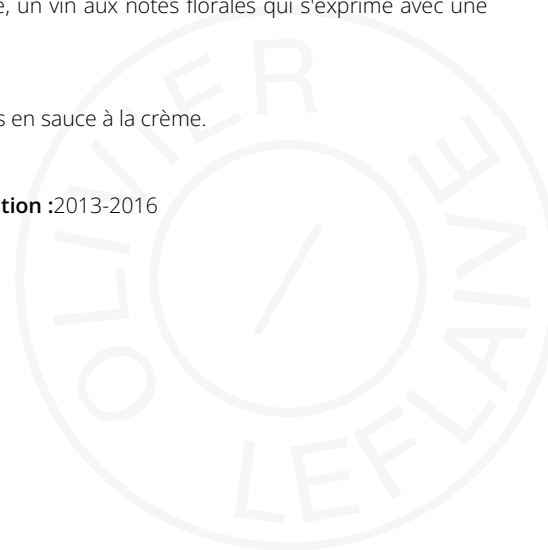 , un vin aux notes florales qui s'exprime avec une
s en sauce à la crème.
tion :2013-2016
OLIVIER
LEFLAIVE